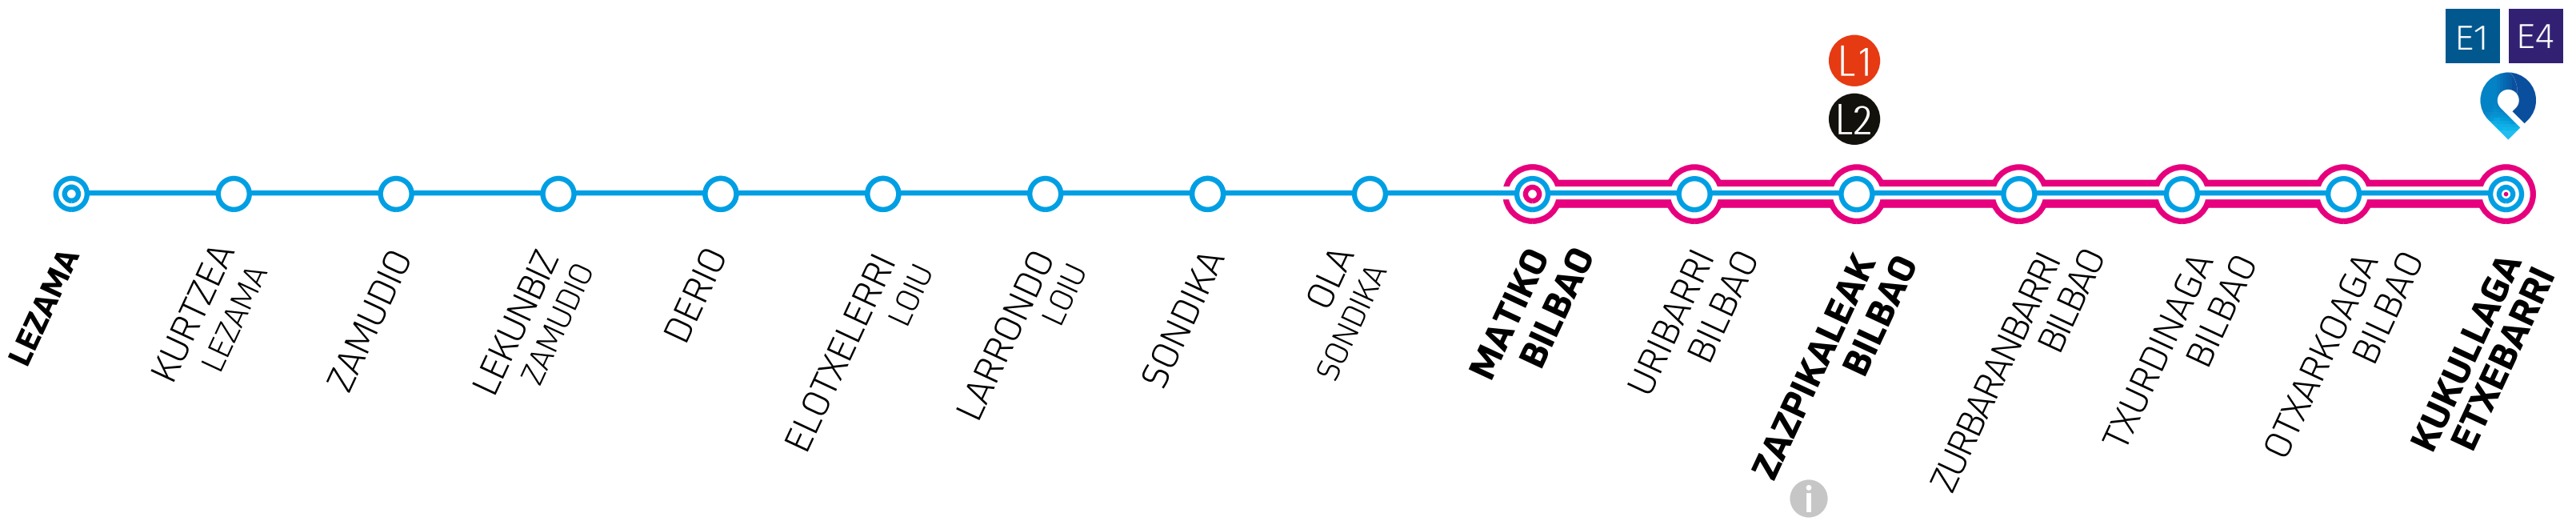 E1 E4
L1
L2
LEZAMA
KURTZEA
LEZAMA
ZAMUDIO
LEKUNBIZ
ZAMUDIO
DERIO
ELOTXELERRI
LOIU
LARRONDO
LOIU
SONDIKA
OLA
SONDIKA
MATIKO
BILBAO
URIBARRI
BILBAO
ZAZPIKALEAK
BILBAO
i
ZURBARANBARRI
BILBAO
TXURDINAGA
BILBAO
OTXARKOAGA
BILBAO
KUKULLAGA
ETXEBARRI